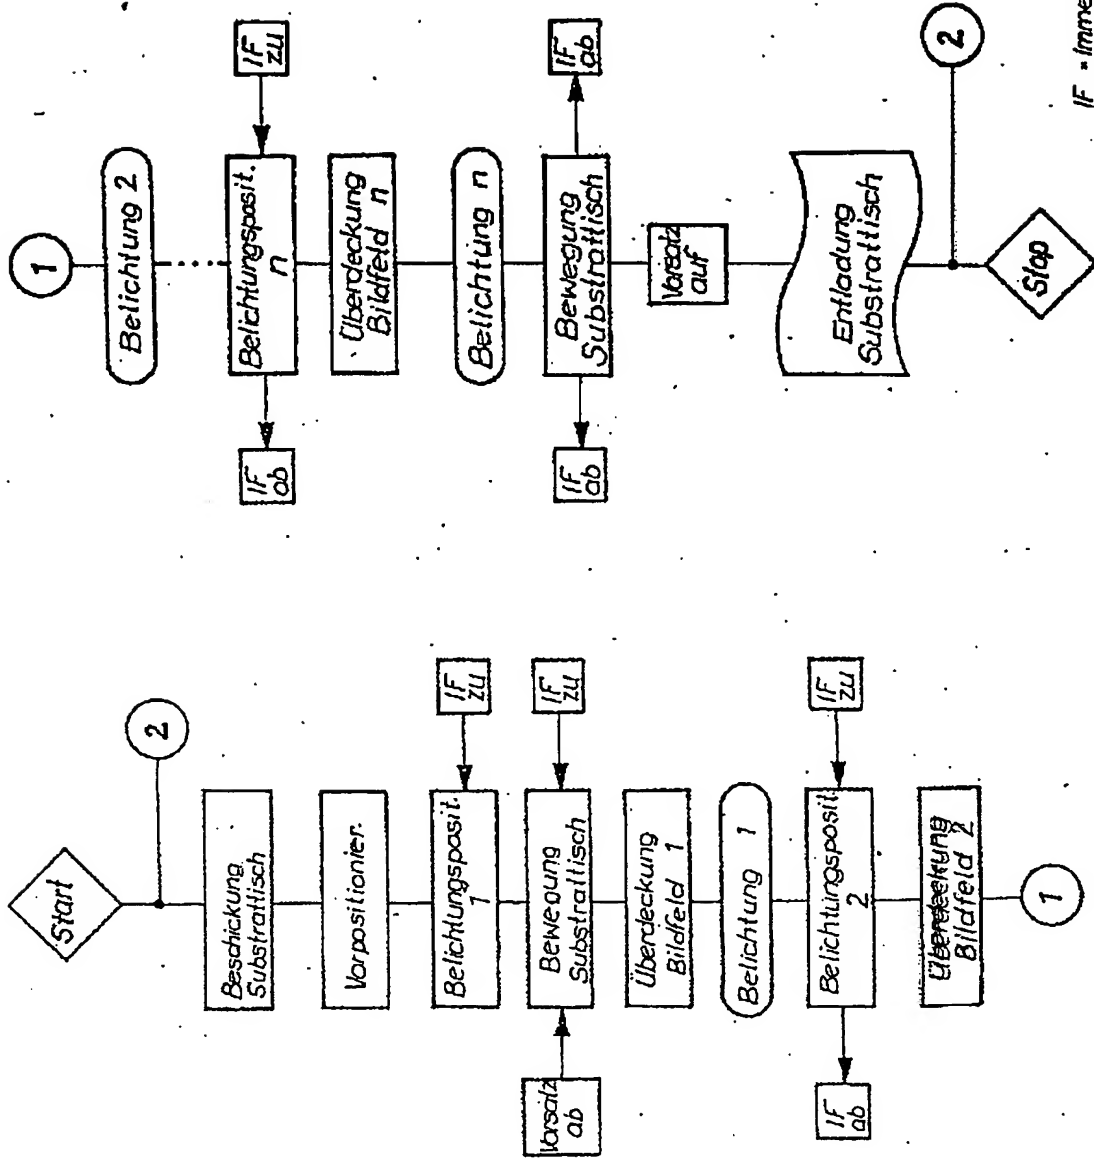 Start
2
Beschickung
Substrattisch
Vorpositionier.
Belichtungsposit.
1
IF
zu
Vorsatz
ab
Bewegung
Substrattisch
IF
zu
Überdeckung
Bildfeld 1
Belichtung 1
IF
ab
Belichtungsposit.
2
IF
zu
Überdeckung
Bildfeld 2
1
1
Belichtung 2
IF
ab
Belichtungsposit.
n
IF
zu
Überdeckung
Bildfeld n
Belichtung n
IF
ab
Bewegung
Substrattisch
IF
ab
Vorsatz
auf
Entladung
Substrattisch
2
Stop
IF = Imme